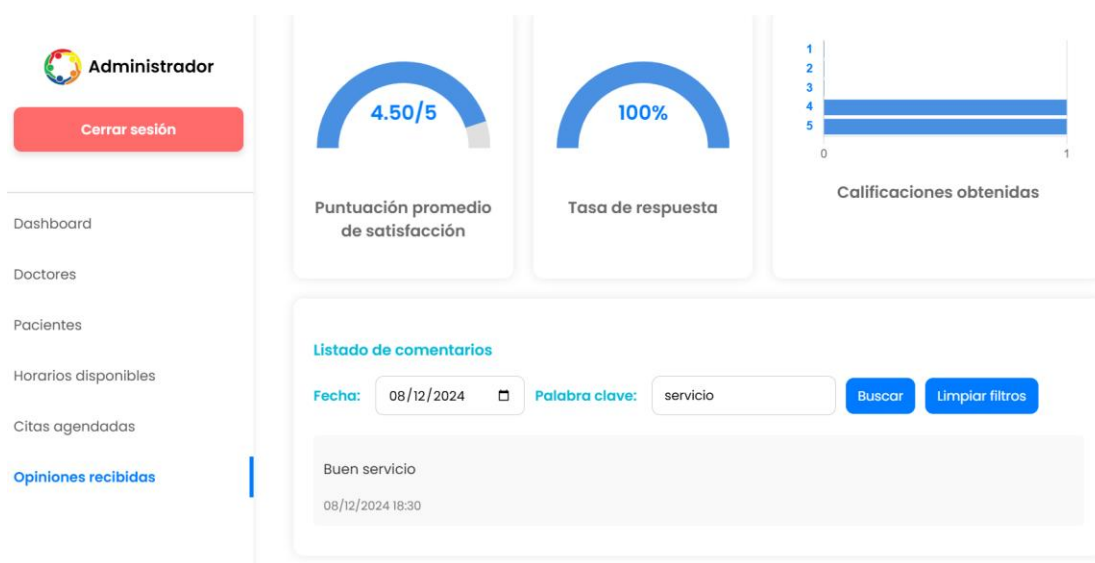 Administrador
Cerrar sesión
Dashboard
Doctores
Pacientes
Horarios disponibles
Citas agendadas
Opiniones recibidas
4.50/5
Puntuación promedio
de satisfacción
100%
Tasa de respuesta
1
2
3
4
5
0 1
Calificaciones obtenidas
Listado de comentarios
Fecha: 08/12/2024 Palabra clave: servicio Buscar Limpiar filtros
Buen servicio
08/12/2024 18:30